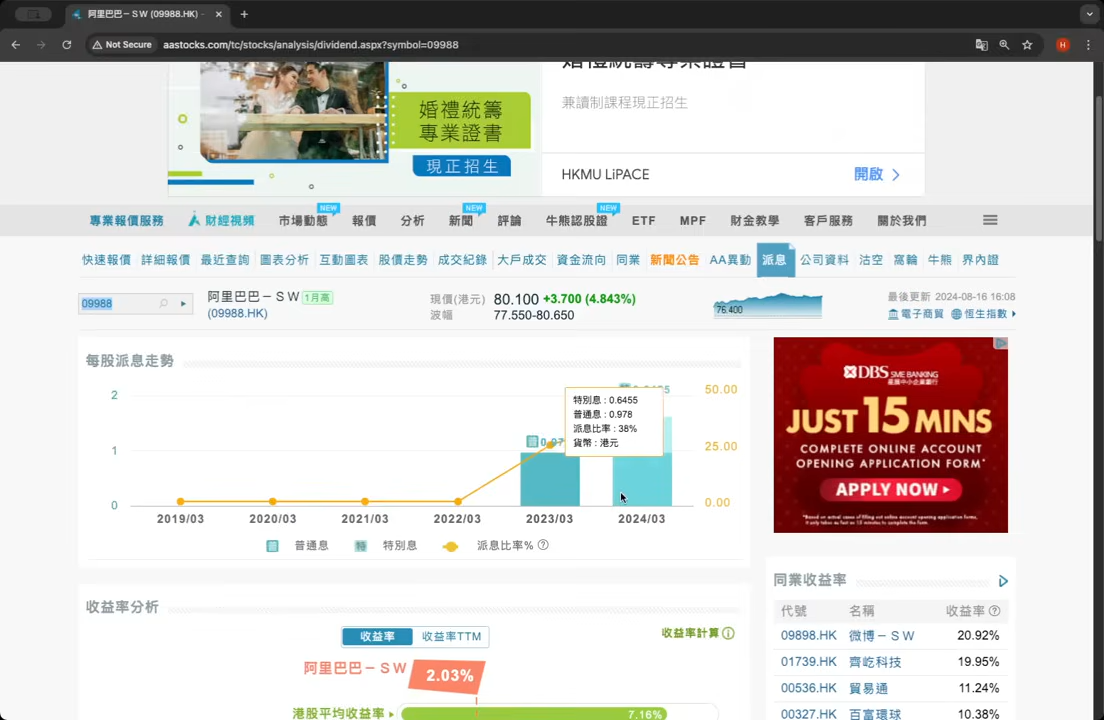 阿里巴巴－ＳＷ (09988.HK) -
Not Secure
aastocks.com/tc/stocks/analysis/dividend.aspx?symbol=09988
H
婚禮統籌
專業證書
現正招生
婚禮統籌專業證書
兼讀制課程現正招生
HKMU LiPACE
開啟
NEW NEW NEW
專業報價服務 財經視頻 市場動態 報價 分析 新聞 評論 牛熊認股證 ETF MPF 財金教學 客戶服務 關於我們
快速報價 詳細報價 最近查詢 圖表分析 互動圖表 股價走勢 成交紀錄 大戶成交 資金流向 同業 新聞公告 AA異動 派息 公司資料 沽空 窩輪 牛熊 界內證
09988
阿里巴巴－ＳＷ 1月高
(09988.HK)
現價(港元) 80.100 +3.700 (4.843%)
波幅 77.550-80.650
76.400
最後更新 2024-08-16 16:08
電子商貿 恆生指數
每股派息走勢
2
1
0
50.00
25.00
0.00
普 0.97
特別息 : 0.6455
普通息 : 0.978
派息比率 : 38%
貨幣 : 港元
2019/03 2020/03 2021/03 2022/03 2023/03 2024/03
普 普通息 特 特別息 派息比率%
DBS SME BANKING
JUST 15 MINS
COMPLETE ONLINE ACCOUNT
OPENING APPLICATION FORM*
APPLY NOW
收益率分析
收益率 收益率TTM
收益率計算
阿里巴巴－ＳＷ 2.03%
港股平均收益率 7.16%
同業收益率
代號 名稱 收益率
09898.HK 微博－ＳＷ 20.92%
01739.HK 齊屹科技 19.95%
00536.HK 貿易通 11.24%
00327.HK 百富環球 10.38%